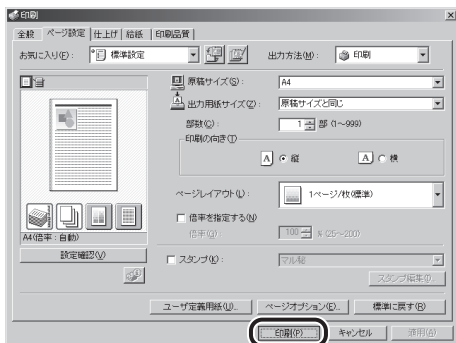 印刷
全般 ページ設定 仕上げ 給紙 印刷品質
お気に入り(F): 標準設定 出力方法(M): 印刷
原稿サイズ(S): A4
出力用紙サイズ(Z): 原稿サイズと同じ
部数(C): 1 部 (1~999)
印刷の向き(T)
A 縦 A 横
ページレイアウト(L): 1ページ/枚(標準)
倍率を指定する(N)
倍率(G): 100 % (25~200)
A4(倍率:自動)
設定確認(V)
スタンプ(K): マル秘
スタンプ編集(I)...
ユーザ定義用紙(U)... ページオプション(E)... 標準に戻す(R)
印刷(P) キャンセル 適用(A)